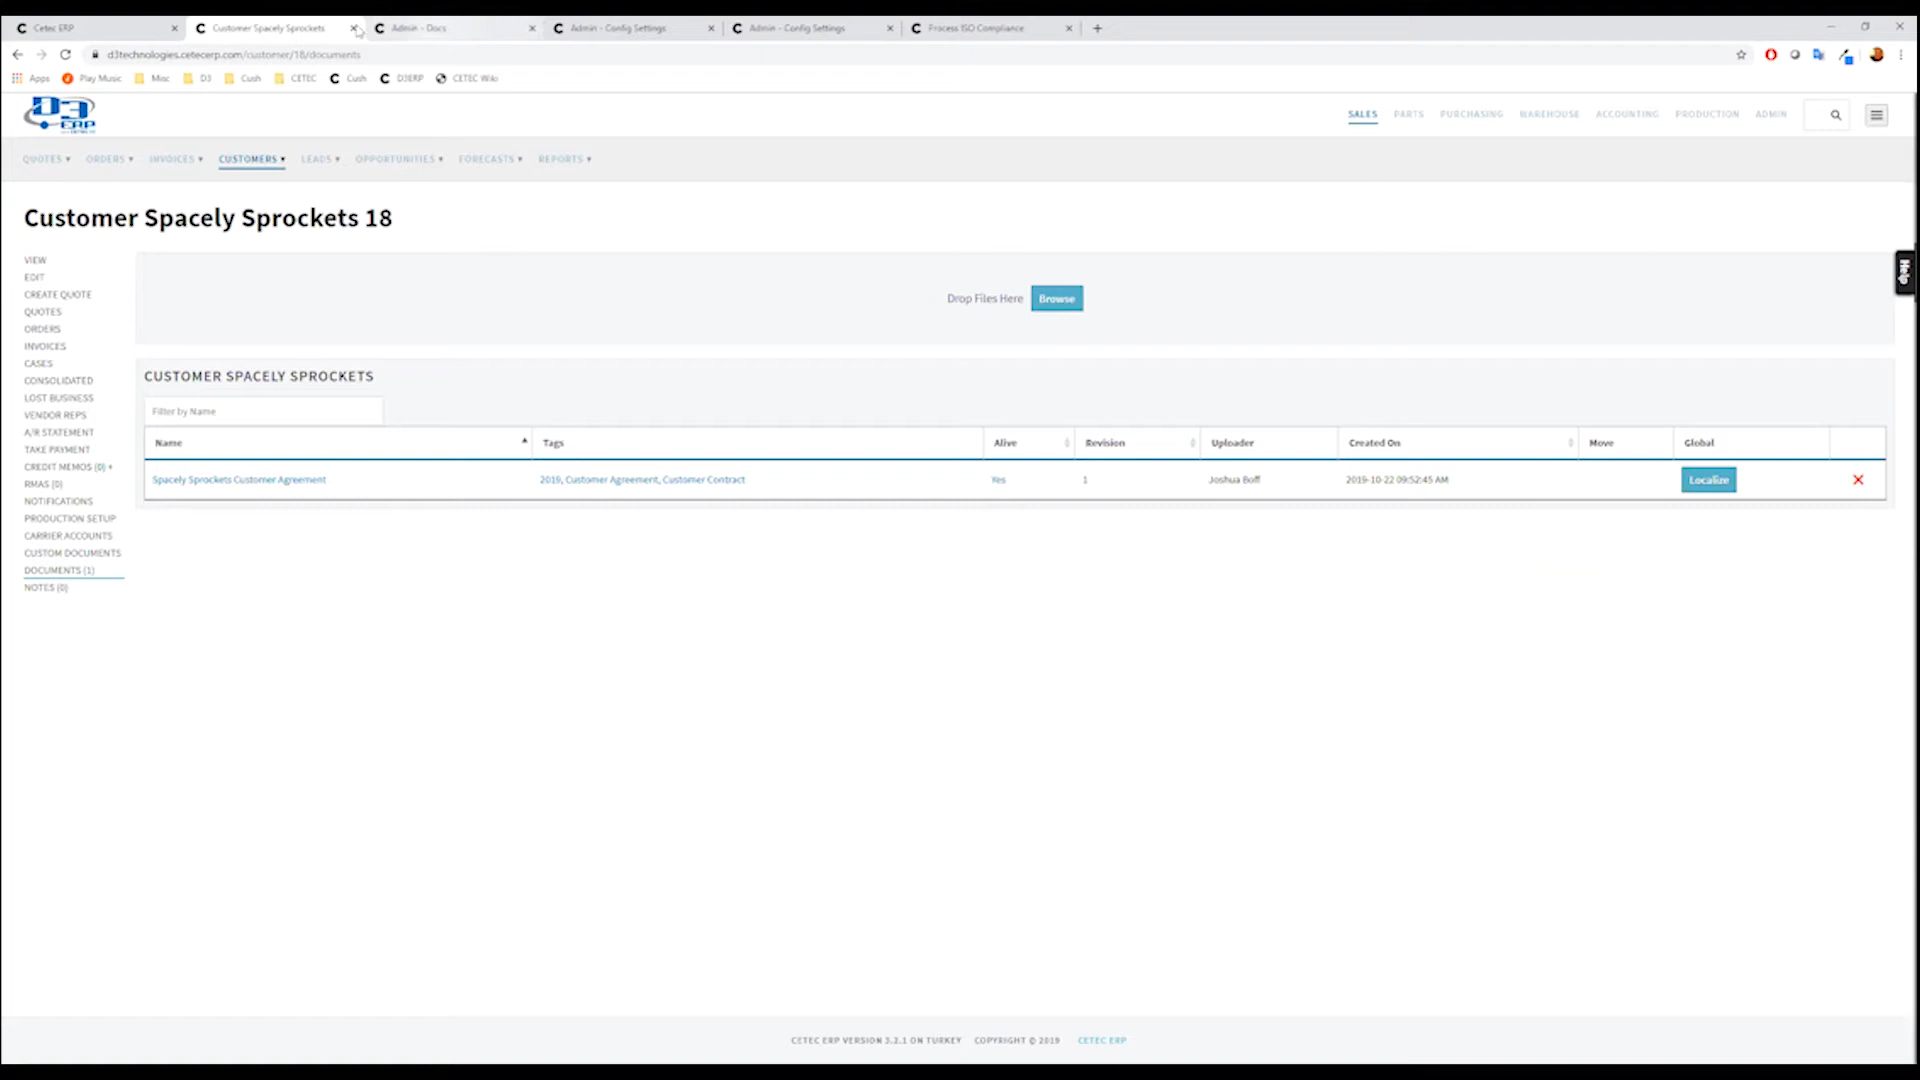 Cetec ERP
Customer Spacely Sprockets
Admin - Docs
Admin - Config Settings
Admin - Config Settings
Process ISO Compliance
d3technologies.cetecerp.com/customer/18/documents
Apps
Play Music
Misc
D3
Cush
CETEC
Cush
D3ERP
CETEC Wiki
D3
ERP
SALES
PARTS
PURCHASING
WAREHOUSE
ACCOUNTING
PRODUCTION
ADMIN
QUOTES ▾
ORDERS ▾
INVOICES ▾
CUSTOMERS ▾
LEADS ▾
OPPORTUNITIES ▾
FORECASTS ▾
REPORTS ▾
Customer Spacely Sprockets 18
Help
VIEW
EDIT
CREATE QUOTE
QUOTES
ORDERS
INVOICES
CASES
CONSOLIDATED
LOST BUSINESS
VENDOR REPS
A/R STATEMENT
TAKE PAYMENT
CREDIT MEMOS (0) +
RMAS (0)
NOTIFICATIONS
PRODUCTION SETUP
CARRIER ACCOUNTS
CUSTOM DOCUMENTS
DOCUMENTS (1)
NOTES (0)
Drop Files Here
Browse
CUSTOMER SPACELY SPROCKETS
Filter by Name
Name
Tags
Alive
Revision
Uploader
Created On
Move
Global
Spacely Sprockets Customer Agreement
2019, Customer Agreement, Customer Contract
Yes
1
Joshua Boff
2019-10-22 09:52:45 AM
Localize
CETEC ERP VERSION 3.2.1 ON TURKEY
COPYRIGHT © 2019
CETEC ERP